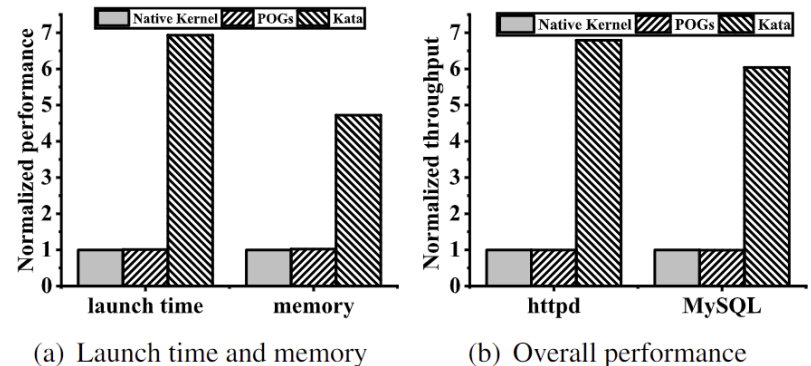 Native Kernel POGs Kata
Normalized performance
7
6
5
4
3
2
1
0
launch time memory
(a) Launch time and memory
Native Kernel POGs Kata
Normalized throughput
7
6
5
4
3
2
1
0
httpd MySQL
(b) Overall performance